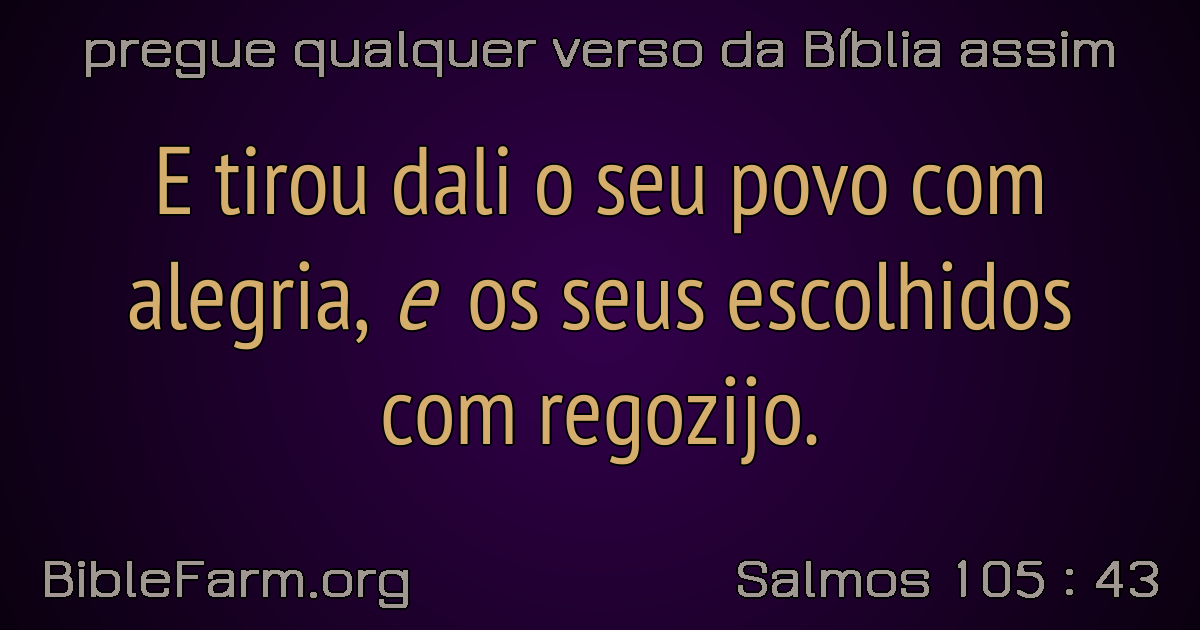 pregue qualquer verso da Bíblia assim
E tirou dali o seu povo com
alegria, e os seus escolhidos
com regozijo.
BibleFarm.org
Salmos 105 : 43